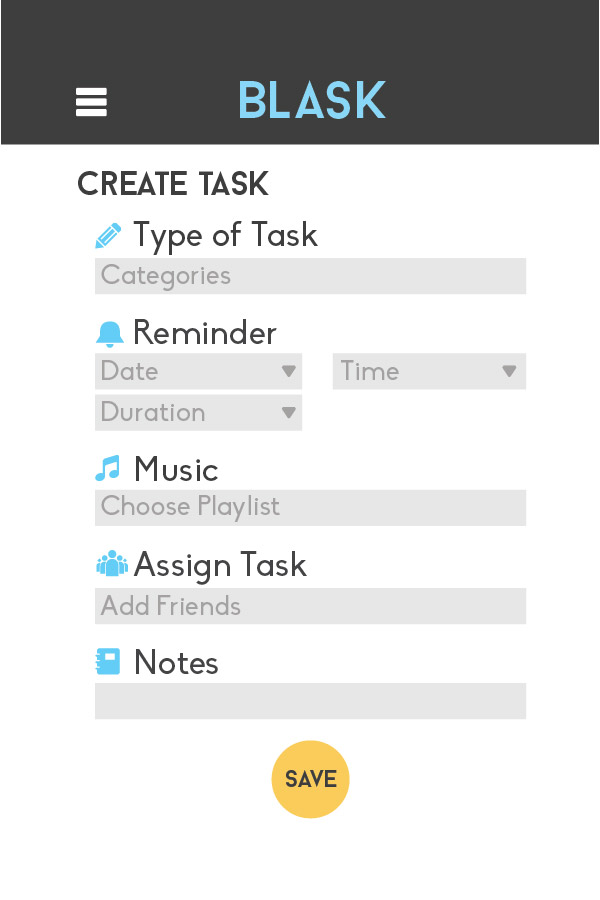 BLASK
CREATE TASK
Type of Task
Categories
Reminder
Date
Time
Duration
Music
Choose Playlist
Assign Task
Add Friends
Notes
SAVE